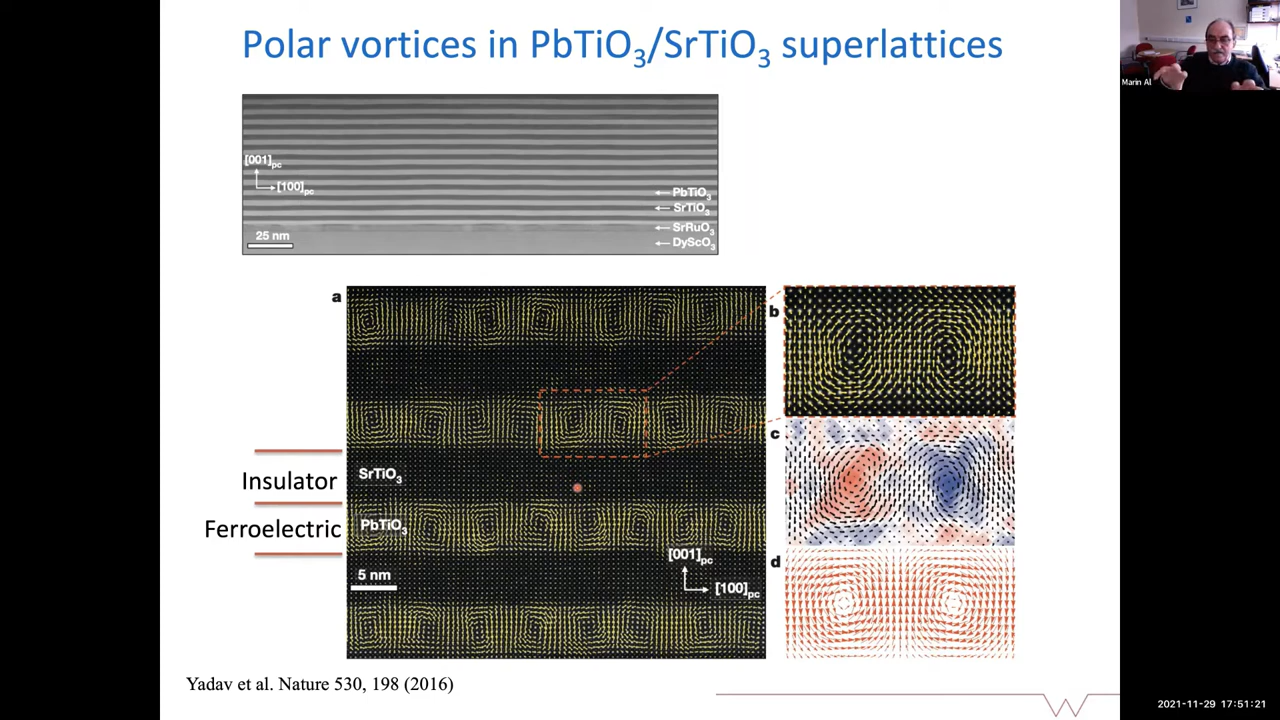 Polar vortices in PbTiO₃/SrTiO₃ superlattices
Marin Al
[001]pc
[100]pc
PbTiO₃
SrTiO₃
SrRuO₃
DyScO₃
25 nm
a
b
c
d
Insulator
SrTiO₃
Ferroelectric
PbTiO₃
5 nm
[001]pc
[100]pc
Yadav et al. Nature 530, 198 (2016)
2021-11-29 17:51:21